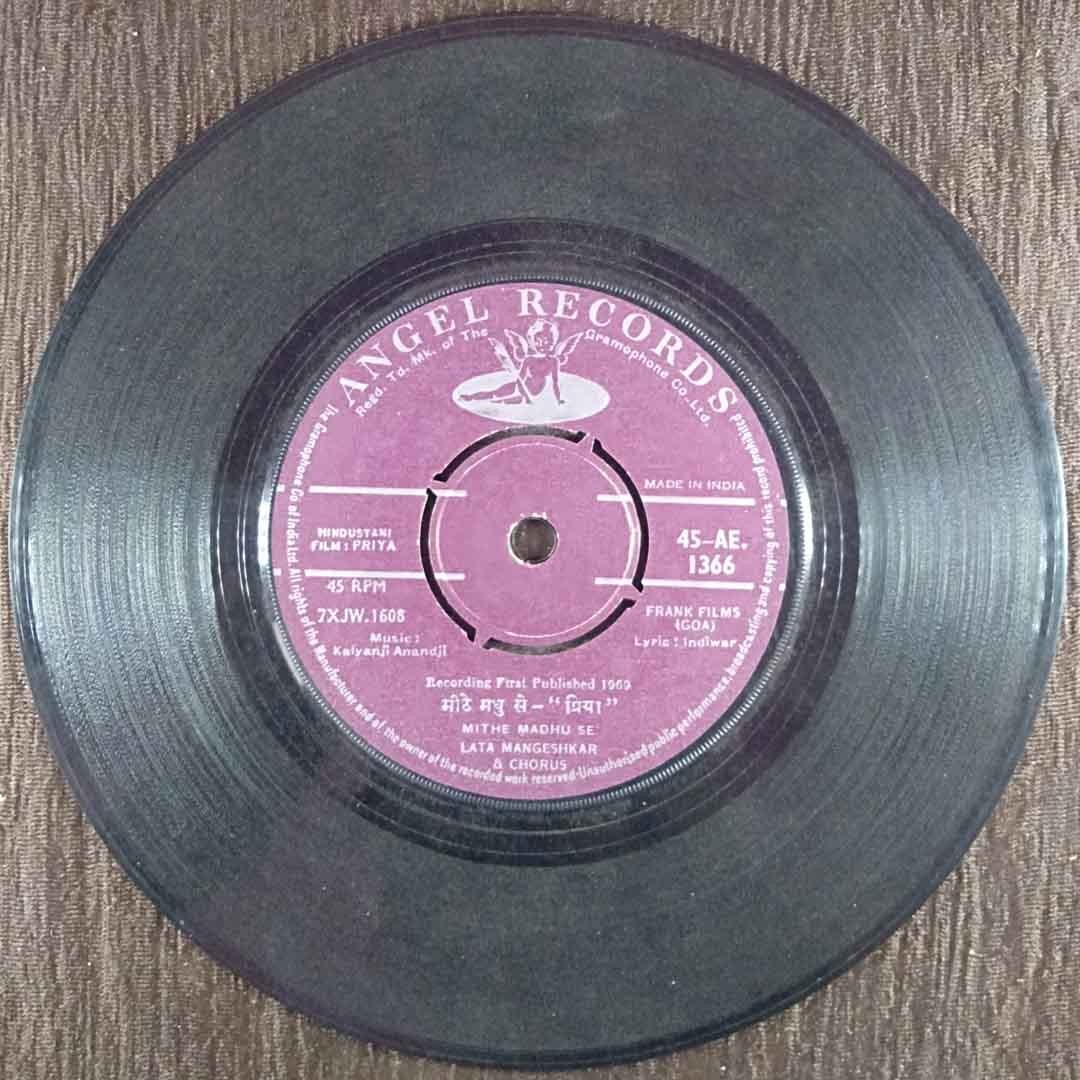 ANGEL RECORDS
Regd. Td. Mk. of The Gramophone Co., Ltd.
MADE IN INDIA
HINDUSTANI
FILM : PRIYA
45-AE.
1366
45 RPM
7XJW.1608
FRANK FILMS
(GOA)
Music :
Kalyanji Anandji
Lyric : Indiwar
Recording First Published 1969
मीठे मधु से - “ प्रिया ”
MITHE MADHU SE
LATA MANGESHKAR
& CHORUS
The Gramophone Co of India Ltd. All rights of the Manufacturer and of the owner of the recorded work reserved-Unauthorised public performance, broadcasting and copying of this record prohibited